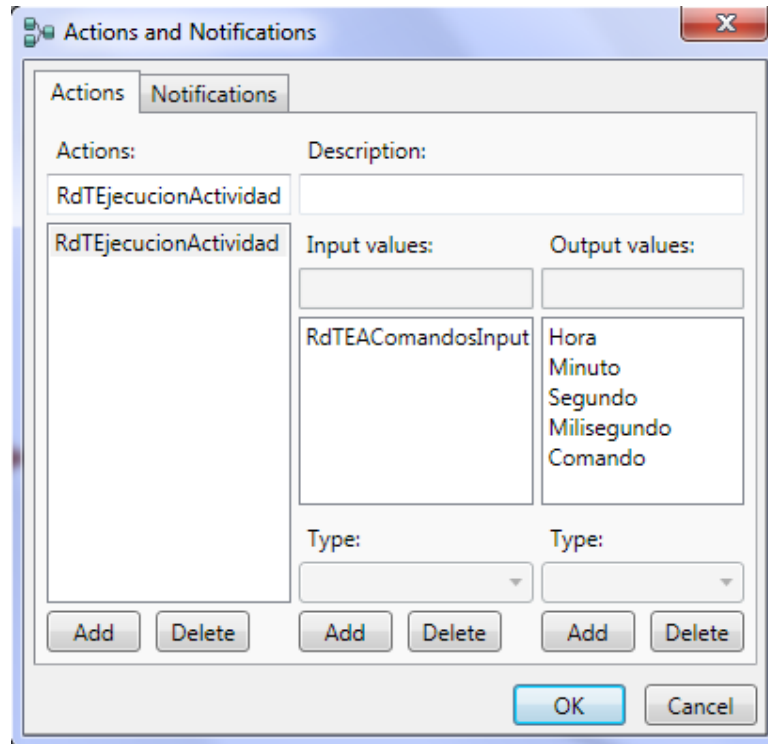 Actions and Notifications
Actions Notifications
Actions: Description:
RdTEjecucionActividad
RdTEjecucionActividad Input values: Output values:
RdTEAComandosInput Hora
Minuto
Segundo
Milisegundo
Comando
Type: Type:
Add Delete Add Delete Add Delete
OK Cancel